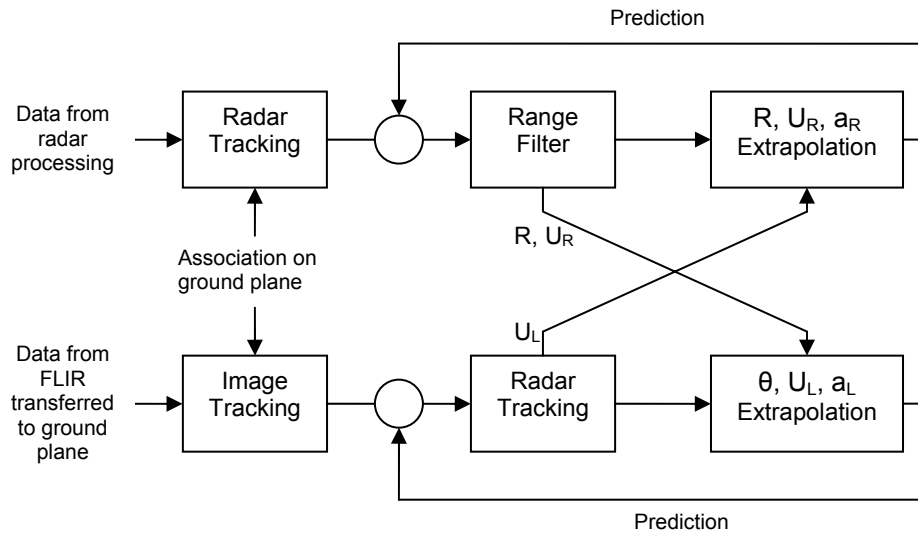 Prediction
Data from
radar
processing
Radar
Tracking
Range
Filter
R, U_R, a_R
Extrapolation
R, U_R
Association on
ground plane
U_L
Data from
FLIR
transferred
to ground
plane
Image
Tracking
Radar
Tracking
θ, U_L, a_L
Extrapolation
Prediction